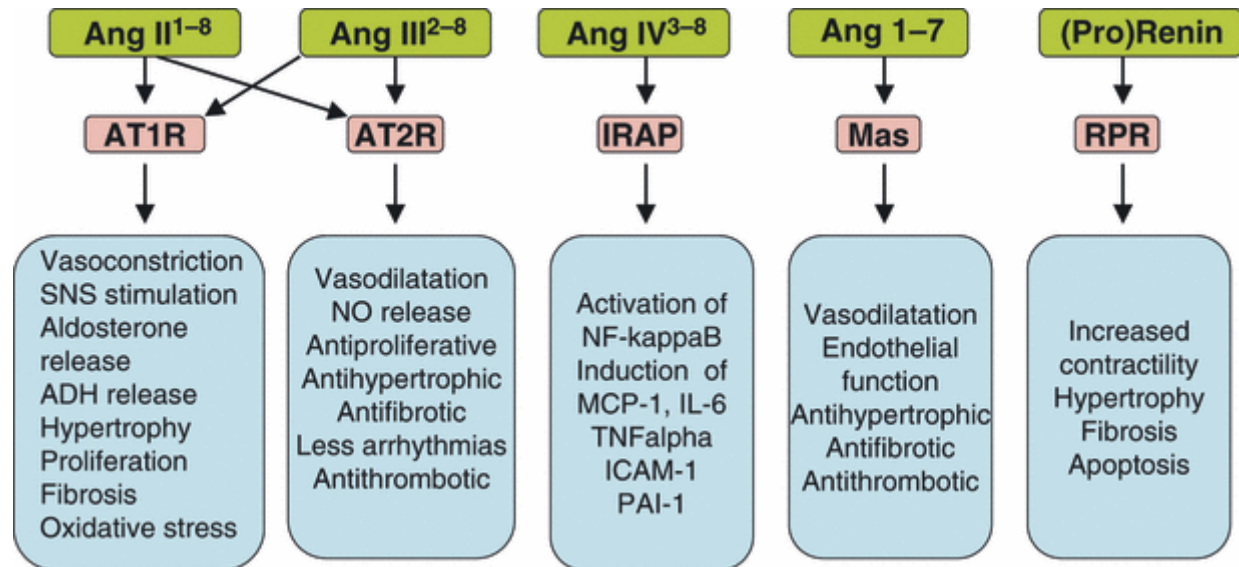 Ang II¹⁻⁸
Ang III²⁻⁸
Ang IV³⁻⁸
Ang 1–7
(Pro)Renin
AT1R
AT2R
IRAP
Mas
RPR
Vasoconstriction
SNS stimulation
Aldosterone
release
ADH release
Hypertrophy
Proliferation
Fibrosis
Oxidative stress
Vasodilatation
NO release
Antiproliferative
Antihypertrophic
Antifibrotic
Less arrhythmias
Antithrombotic
Activation of
NF-kappaB
Induction of
MCP-1, IL-6
TNFalpha
ICAM-1
PAI-1
Vasodilatation
Endothelial
function
Antihypertrophic
Antifibrotic
Antithrombotic
Increased
contractility
Hypertrophy
Fibrosis
Apoptosis